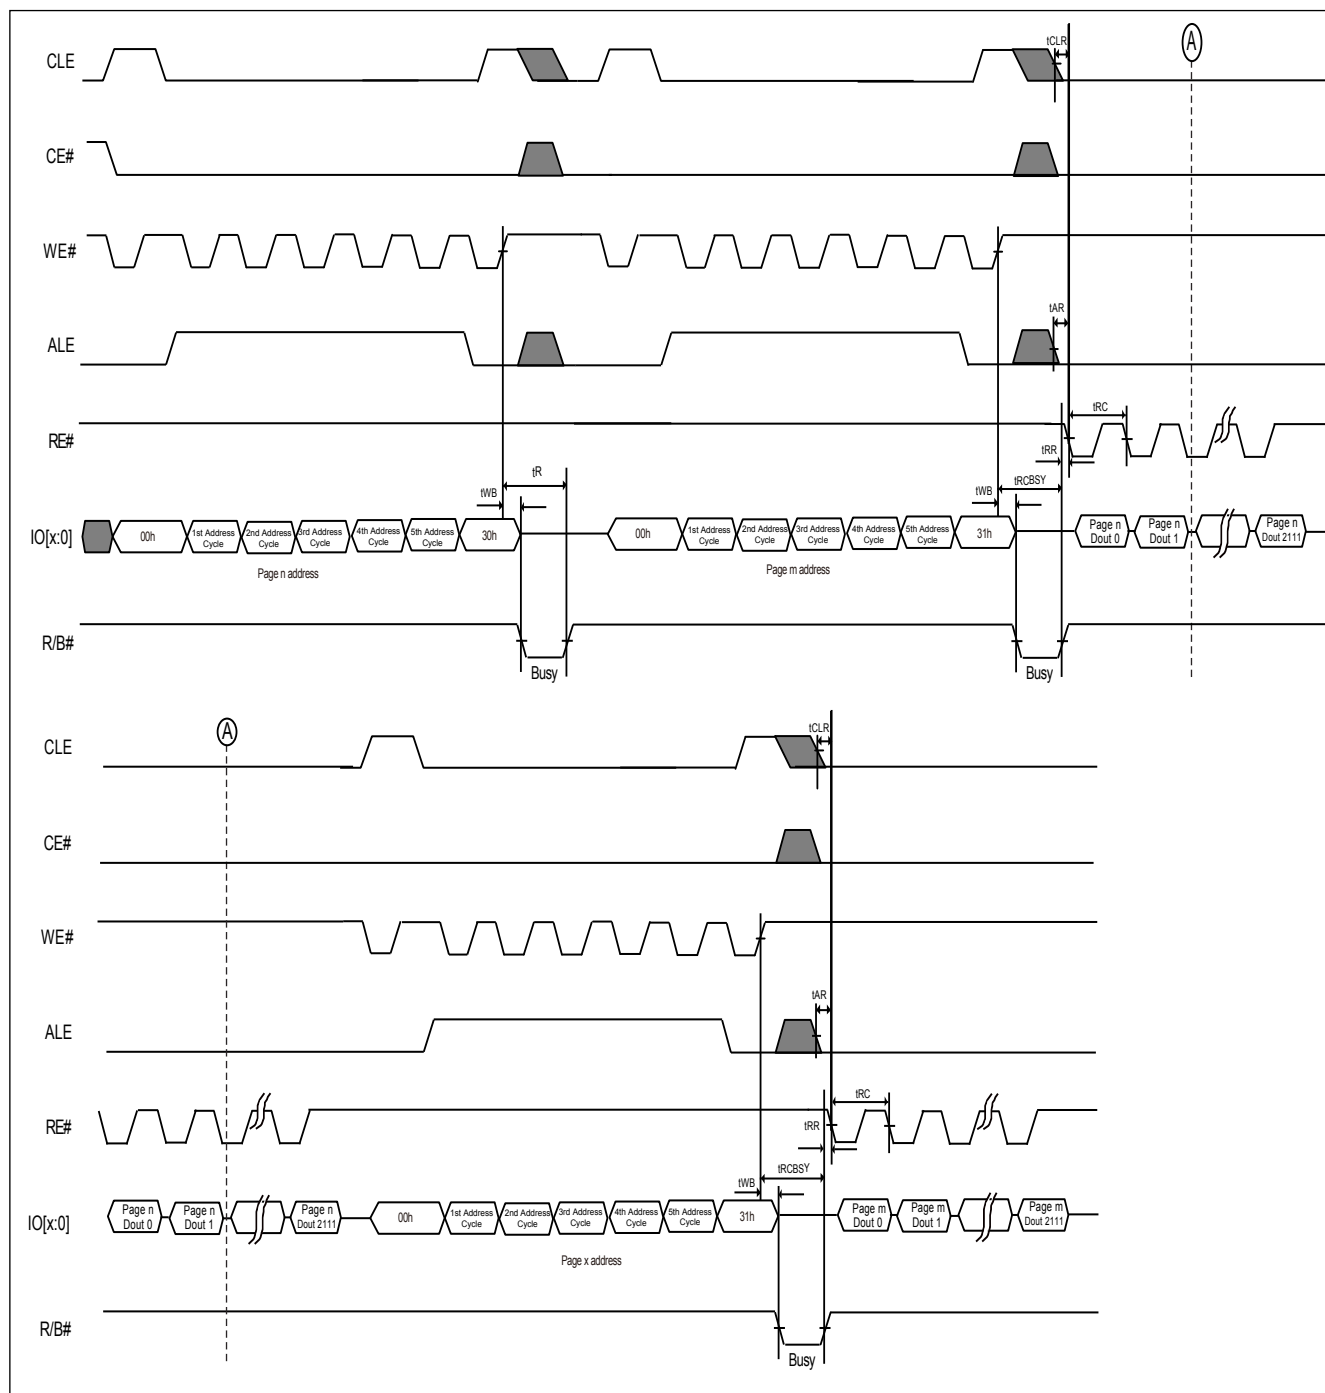 CLE
tCLR
A
CE#
WE#
tAR
ALE
tRC
RE#
tRR
tR
tRCBSY
tWB
tWB
IO[x:0]
00h
1st Address Cycle
2nd Address Cycle
3rd Address Cycle
4th Address Cycle
5th Address Cycle
30h
00h
1st Address Cycle
2nd Address Cycle
3rd Address Cycle
4th Address Cycle
5th Address Cycle
31h
Page n Dout 0
Page n Dout 1
Page n Dout 2111
Page n address
Page m address
R/B#
Busy
Busy
A
CLE
tCLR
CE#
WE#
tAR
ALE
tRC
RE#
tRR
tRCBSY
tWB
IO[x:0]
Page n Dout 0
Page n Dout 1
Page n Dout 2111
00h
1st Address Cycle
2nd Address Cycle
3rd Address Cycle
4th Address Cycle
5th Address Cycle
31h
Page m Dout 0
Page m Dout 1
Page m Dout 2111
Page x address
R/B#
Busy